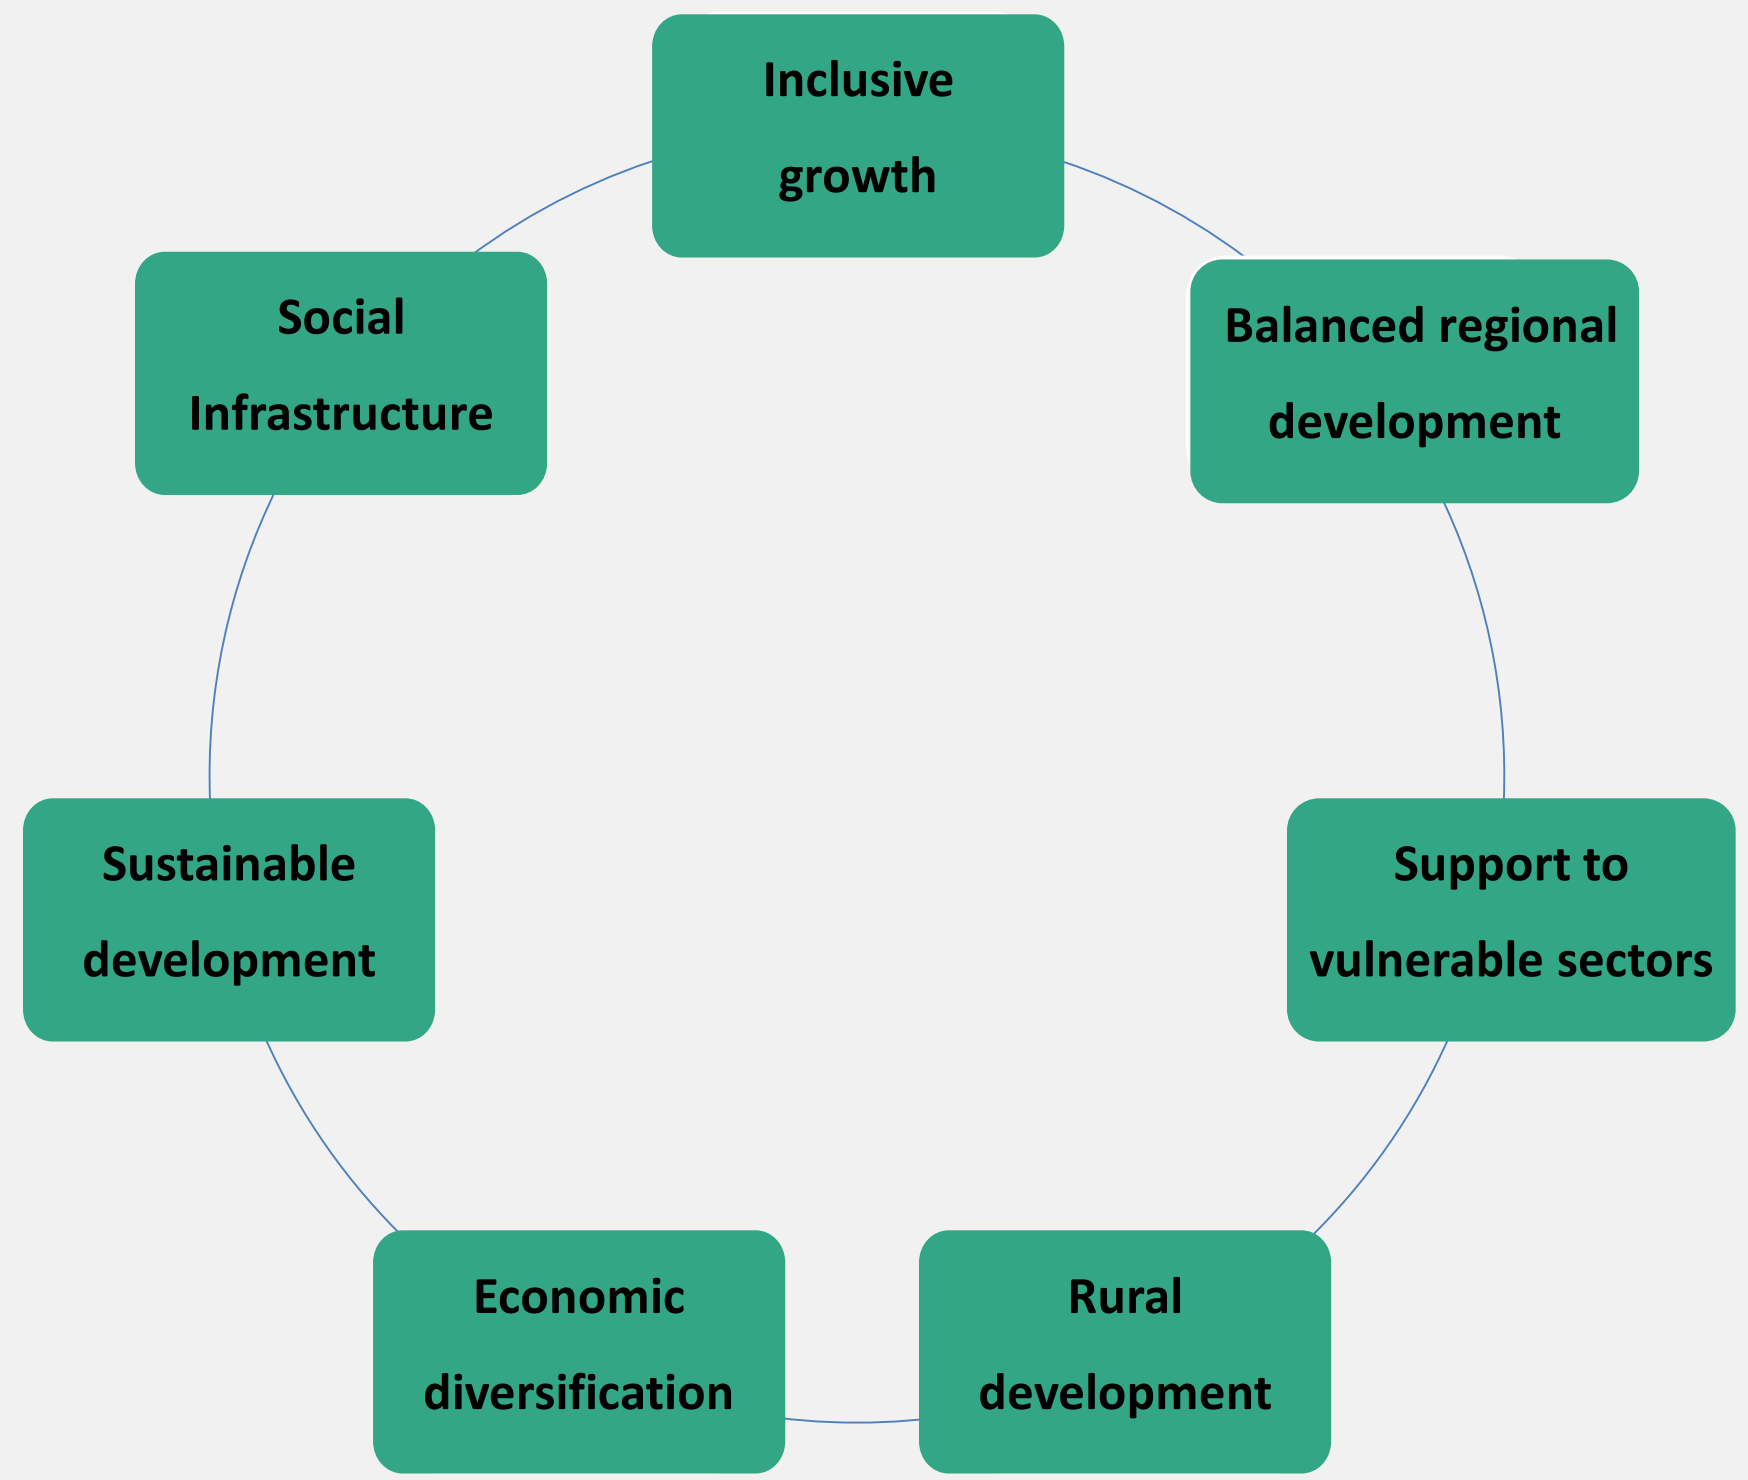 Inclusive
growth
Balanced regional
development
Support to
vulnerable sectors
Rural
development
Economic
diversification
Sustainable
development
Social
Infrastructure